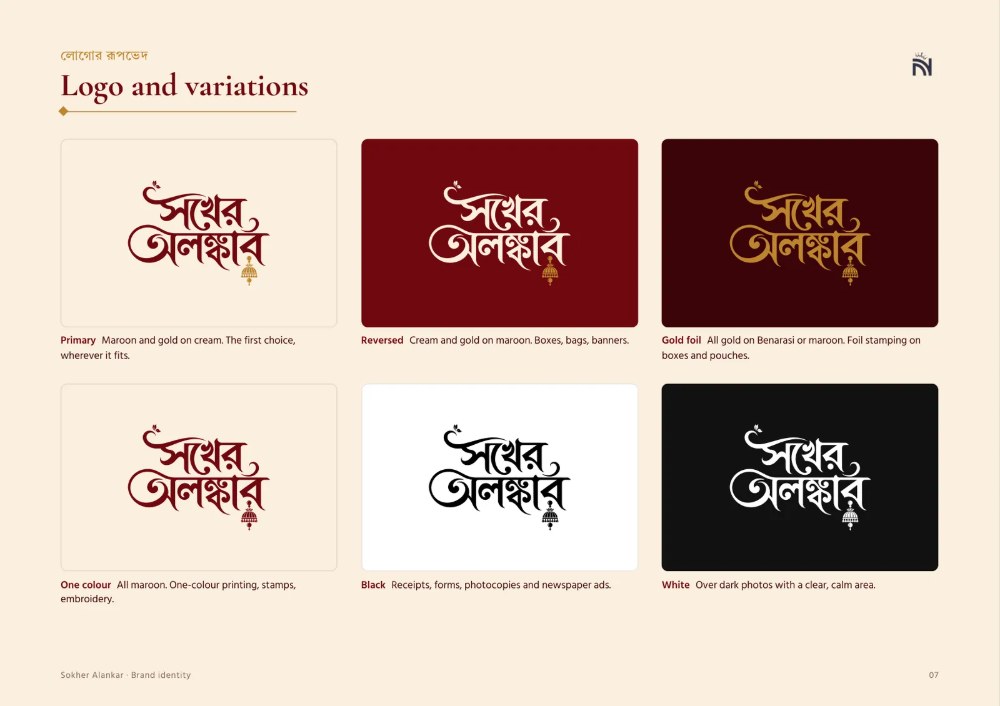 লোগোর রূপভেদ
Logo and variations
সখের
অলঙ্কার
সখের
অলঙ্কার
সখের
অলঙ্কার
Primary Maroon and gold on cream. The first choice,
wherever it fits.
Reversed Cream and gold on maroon. Boxes, bags, banners.
Gold foil All gold on Benarasi or maroon. Foil stamping on
boxes and pouches.
সখের
অলঙ্কার
সখের
অলঙ্কার
সখের
অলঙ্কার
One colour All maroon. One-colour printing, stamps,
embroidery.
Black Receipts, forms, photocopies and newspaper ads.
White Over dark photos with a clear, calm area.
Sokher Alankar · Brand identity
07